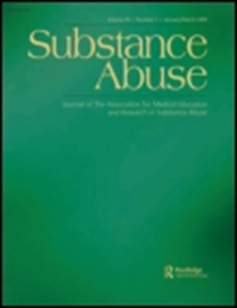 Substance
Abuse
Journal of The Association for Medical Education
and Research in Substance Abuse
Routledge